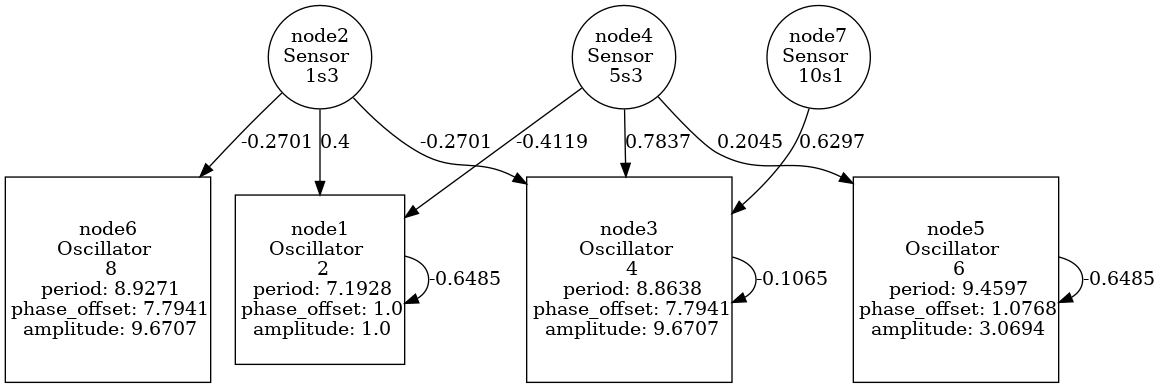 node2
Sensor
1s3
node4
Sensor
5s3
node7
Sensor
10s1
-0.2701
0.4
-0.2701
-0.4119
0.7837
0.2045
0.6297
node6
Oscillator
8
period: 8.9271
phase_offset: 7.7941
amplitude: 9.6707
node1
Oscillator
2
period: 7.1928
phase_offset: 1.0
amplitude: 1.0
-0.6485
node3
Oscillator
4
period: 8.8638
phase_offset: 7.7941
amplitude: 9.6707
-0.1065
node5
Oscillator
6
period: 9.4597
phase_offset: 1.0768
amplitude: 3.0694
-0.6485